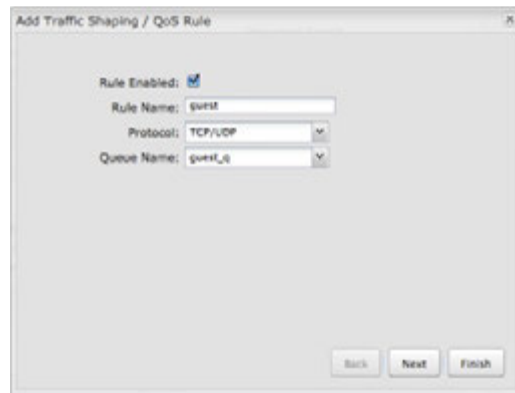 Add Traffic Shaping / QoS Rule
Rule Enabled:
Rule Name: guest
Protocol: TCP/UDP
Queue Name: guest_q
Back Next Finish